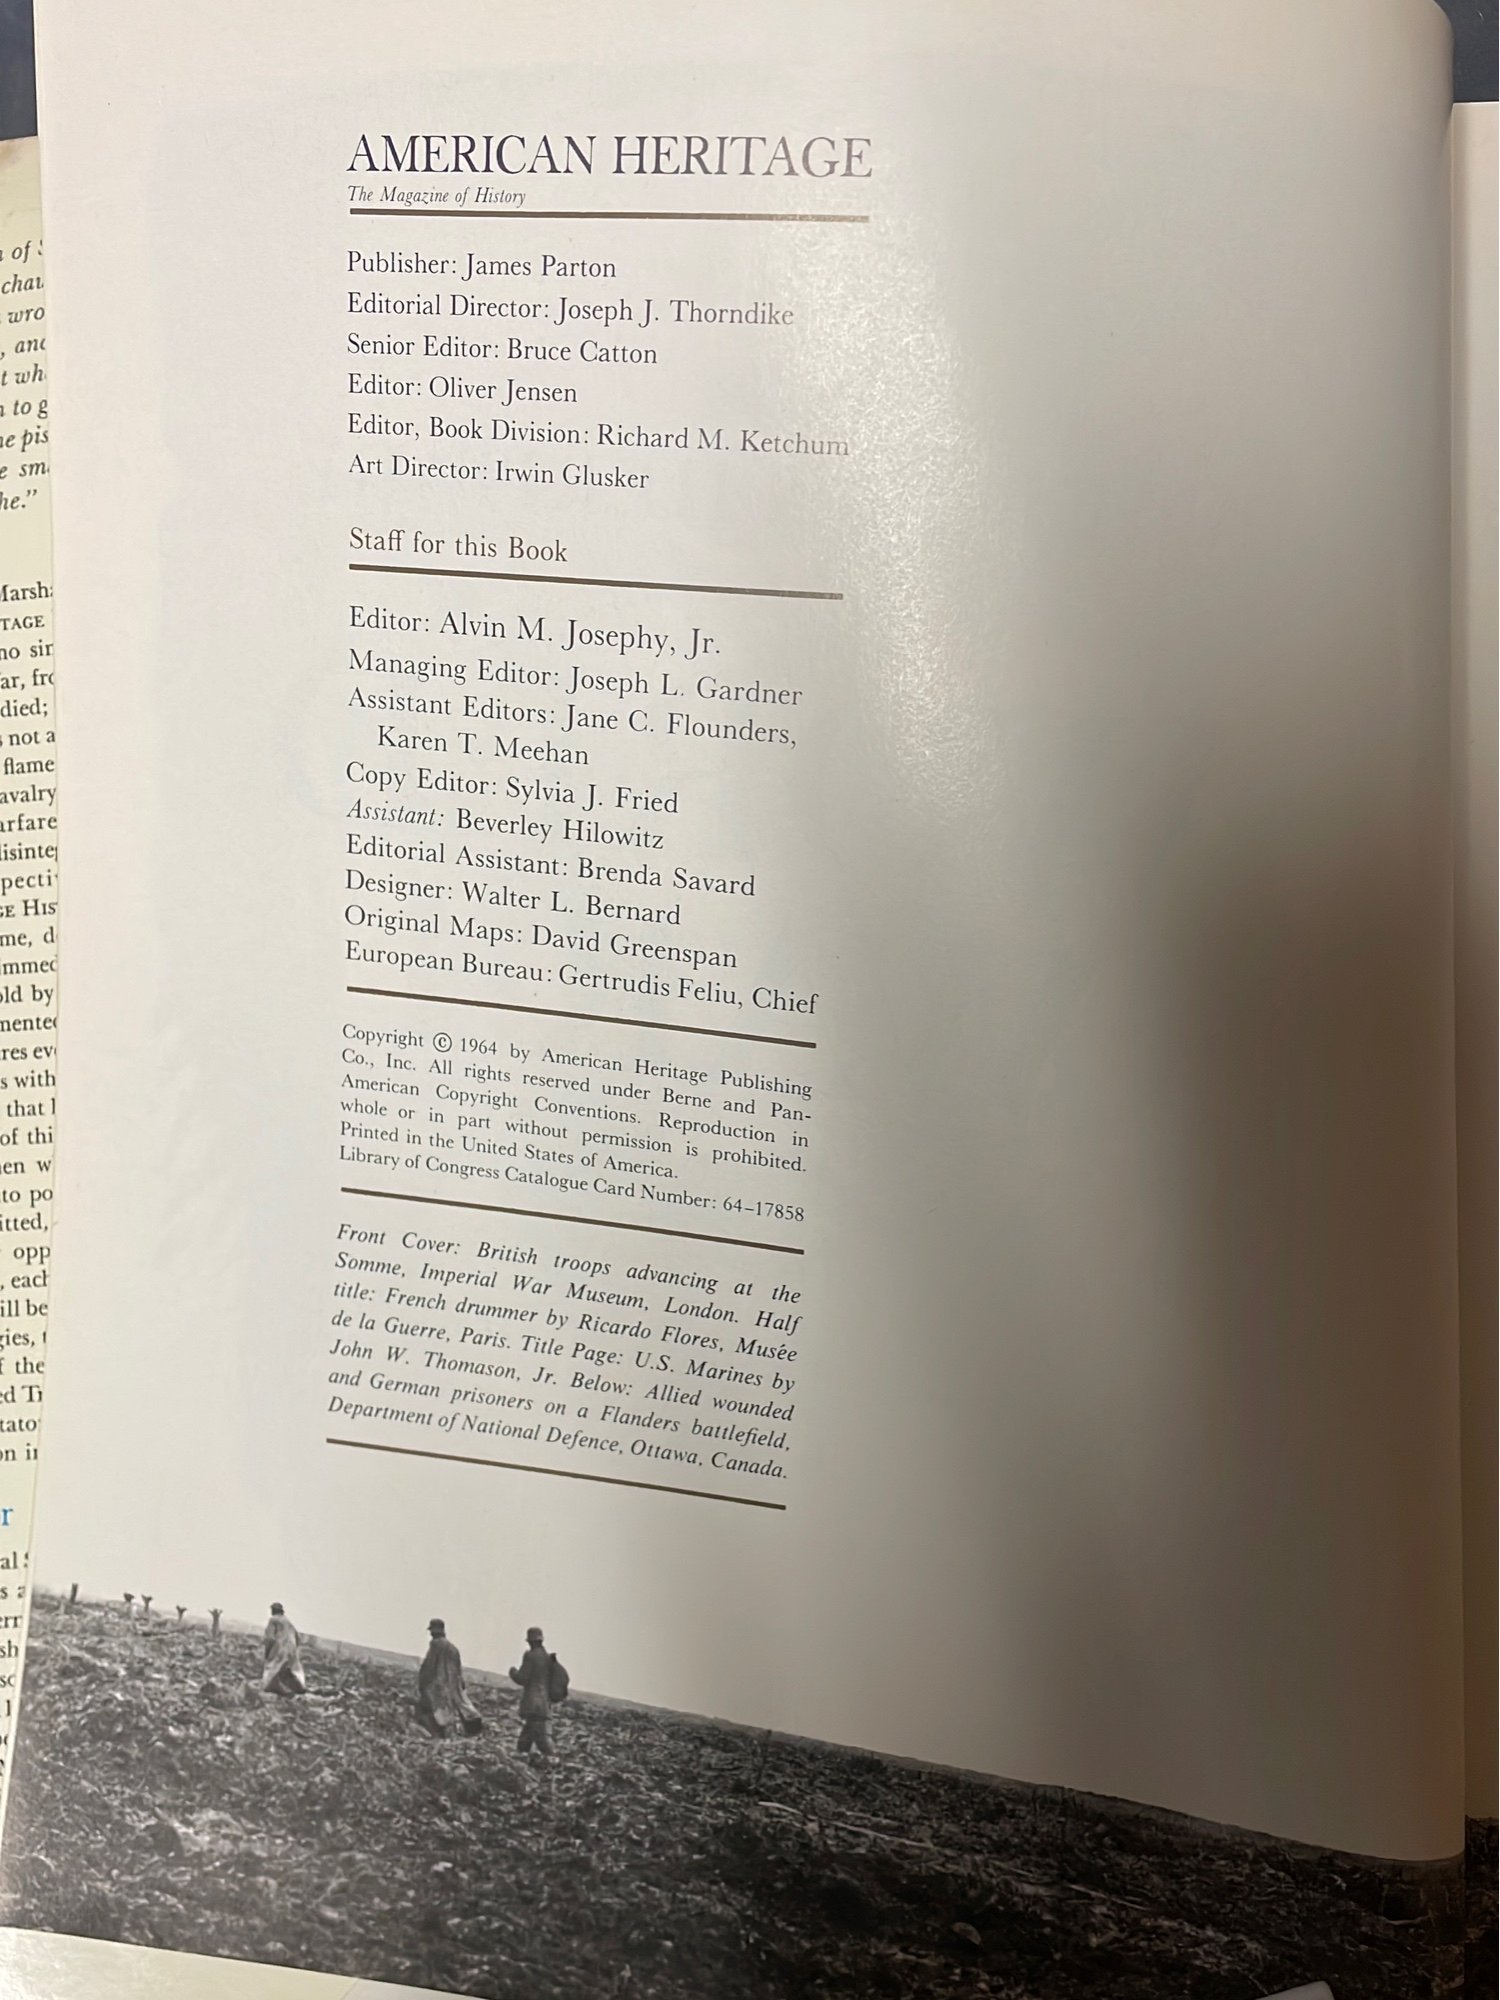 AMERICAN HERITAGE
The Magazine of History
Publisher: James Parton
Editorial Director: Joseph J. Thorndike
Senior Editor: Bruce Catton
Editor: Oliver Jensen
Editor, Book Division: Richard M. Ketchum
Art Director: Irwin Glusker
Staff for this Book
Editor: Alvin M. Josephy, Jr.
Managing Editor: Joseph L. Gardner
Assistant Editors: Jane C. Flounders,
Karen T. Meehan
Copy Editor: Sylvia J. Fried
Assistant: Beverley Hilowitz
Editorial Assistant: Brenda Savard
Designer: Walter L. Bernard
Original Maps: David Greenspan
European Bureau: Gertrudis Feliu, Chief
Copyright © 1964 by American Heritage Publishing
Co., Inc. All rights reserved under Berne and Pan-
American Copyright Conventions. Reproduction in
whole or in part without permission is prohibited.
Printed in the United States of America.
Library of Congress Catalogue Card Number: 64–17858
Front Cover: British troops advancing at the
Somme, Imperial War Museum, London. Half
title: French drummer by Ricardo Flores, Musée
de la Guerre, Paris. Title Page: U.S. Marines by
John W. Thomason, Jr. Below: Allied wounded
and German prisoners on a Flanders battlefield,
Department of National Defence, Ottawa, Canada.